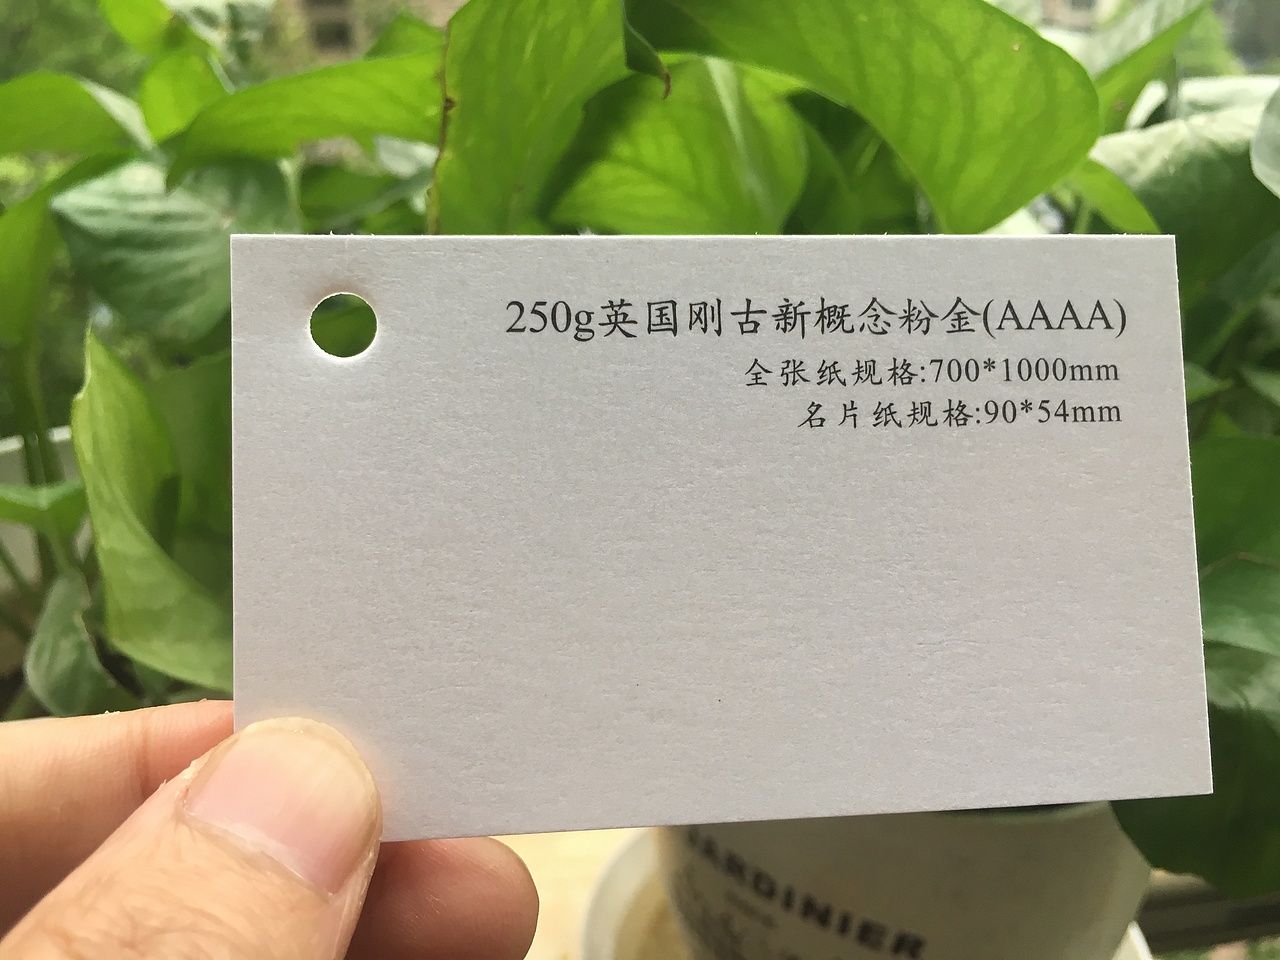 250g英国刚古新概念粉金(AAAA)
全张纸规格:700*1000mm
名片纸规格:90*54mm
JARDINIER